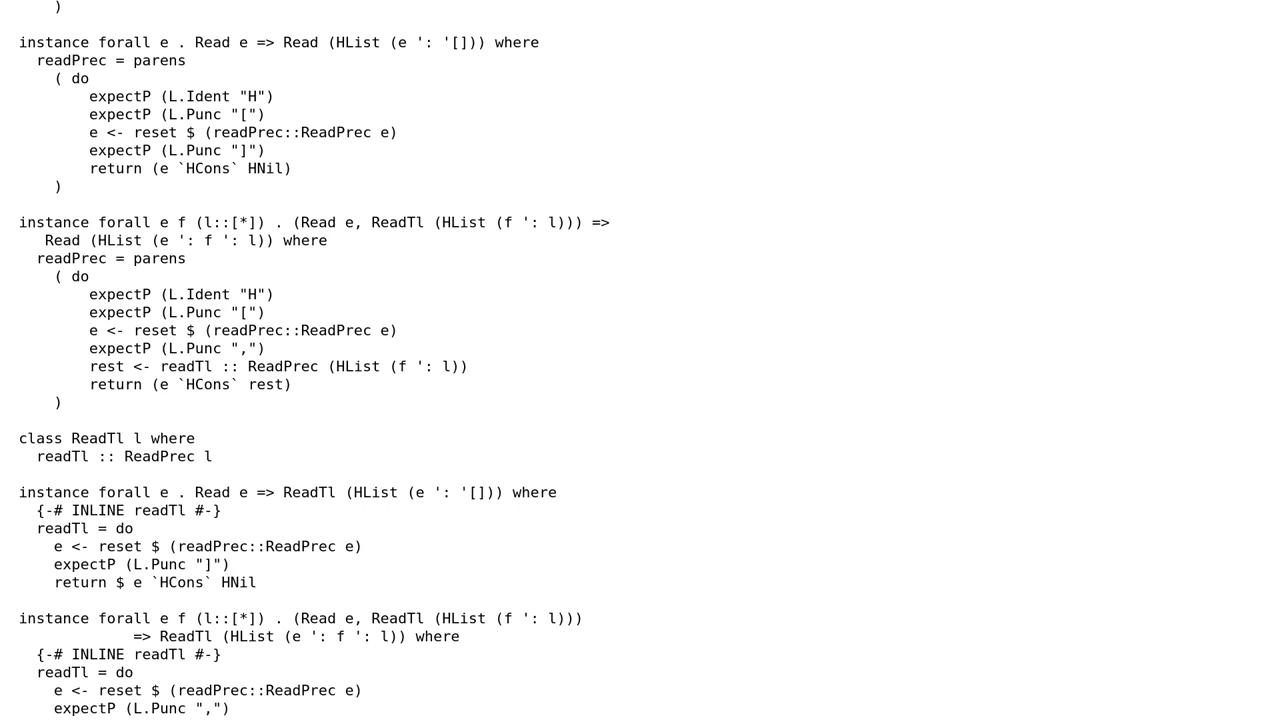 )

instance forall e . Read e => Read (HList (e ': '[])) where
  readPrec = parens
    ( do
        expectP (L.Ident "H")
        expectP (L.Punc "[")
        e <- reset $ (readPrec::ReadPrec e)
        expectP (L.Punc "]")
        return (e `HCons` HNil)
    )

instance forall e f (l::[*]) . (Read e, ReadTl (HList (f ': l))) =>
   Read (HList (e ': f ': l)) where
  readPrec = parens
    ( do
        expectP (L.Ident "H")
        expectP (L.Punc "[")
        e <- reset $ (readPrec::ReadPrec e)
        expectP (L.Punc ",")
        rest <- readTl :: ReadPrec (HList (f ': l))
        return (e `HCons` rest)
    )

class ReadTl l where
  readTl :: ReadPrec l

instance forall e . Read e => ReadTl (HList (e ': '[])) where
  {-# INLINE readTl #-}
  readTl = do
    e <- reset $ (readPrec::ReadPrec e)
    expectP (L.Punc "]")
    return $ e `HCons` HNil

instance forall e f (l::[*]) . (Read e, ReadTl (HList (f ': l)))
             => ReadTl (HList (e ': f ': l)) where
  {-# INLINE readTl #-}
  readTl = do
    e <- reset $ (readPrec::ReadPrec e)
    expectP (L.Punc ",")